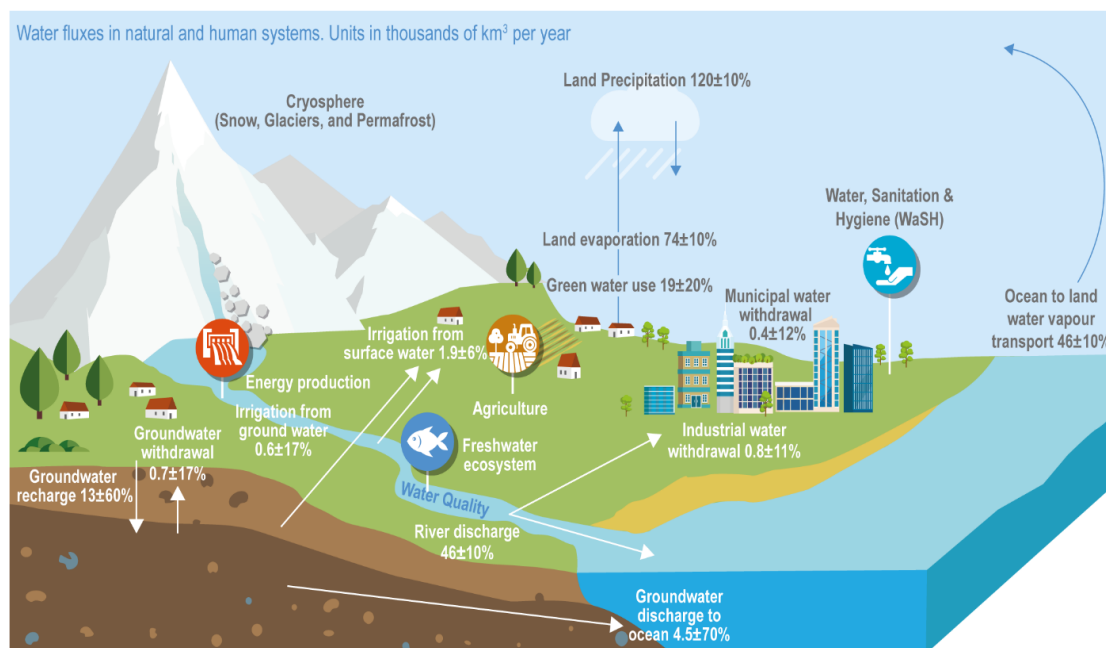 Water fluxes in natural and human systems. Units in thousands of km³ per year
Land Precipitation 120±10%
Cryosphere
(Snow, Glaciers, and Permafrost)
Water, Sanitation &
Hygiene (WaSH)
Land evaporation 74±10%
Green water use 19±20%
Municipal water
withdrawal
0.4±12%
Ocean to land
water vapour
transport 46±10%
Irrigation from
surface water 1.9±6%
Energy production
Agriculture
Irrigation from
ground water
0.6±17%
Groundwater
withdrawal
0.7±17%
Freshwater
ecosystem
Industrial water
withdrawal 0.8±11%
Groundwater
recharge 13±60%
Water Quality
River discharge
46±10%
Groundwater
discharge to
ocean 4.5±70%